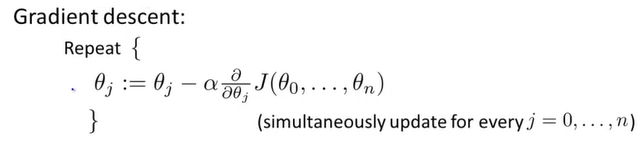 Gradient descent:
Repeat {
θⱼ := θⱼ − α ∂/∂θⱼ J(θ₀, . . . , θₙ)
}
(simultaneously update for every j = 0, . . . , n)